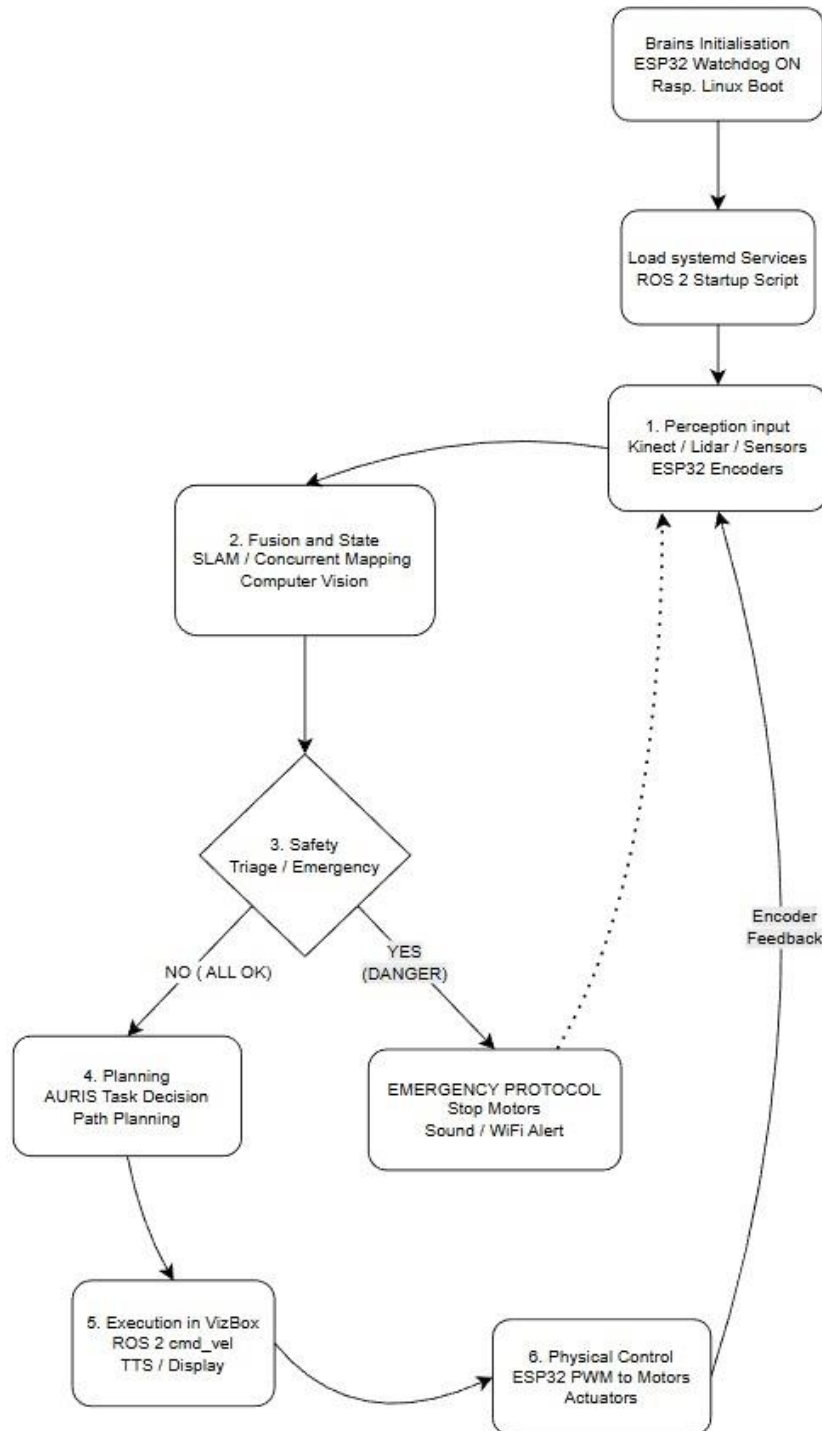 Brains Initialisation
ESP32 Watchdog ON
Rasp. Linux Boot
Load systemd Services
ROS 2 Startup Script
1. Perception input
Kinect / Lidar / Sensors
ESP32 Encoders
2. Fusion and State
SLAM / Concurrent Mapping
Computer Vision
3. Safety
Triage / Emergency
NO ( ALL OK)
YES
(DANGER)
Encoder
Feedback
4. Planning
AURIS Task Decision
Path Planning
EMERGENCY PROTOCOL
Stop Motors
Sound / WiFi Alert
5. Execution in VizBox
ROS 2 cmd_vel
TTS / Display
6. Physical Control
ESP32 PWM to Motors
Actuators